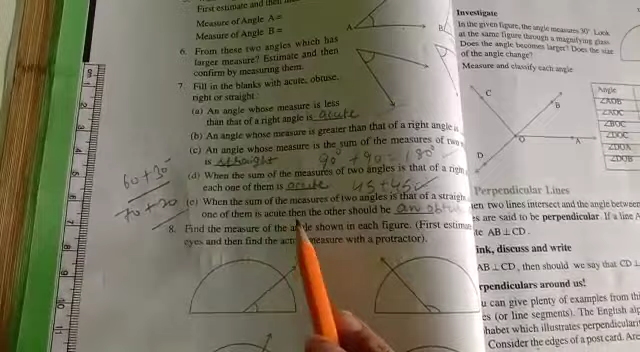 First estimate and then
Measure of Angle A =
Measure of Angle B =
A
B
6. From these two angles which has
larger measure? Estimate and then
confirm by measuring them.
7. Fill in the blanks with acute, obtuse,
right or straight :
(a) An angle whose measure is less
than that of a right angle is acute
(b) An angle whose measure is greater than that of a right angle
(c) An angle whose measure is the sum of the measures of two
is straight 90° + 90 = 180°
(d) When the sum of the measures of two angles is that of a right
each one of them is acute 45+45
60+20
70+20
(e) When the sum of the measures of two angles is that of a straight
one of them is acute then the other should be an
8. Find the measure of the shown in each figure. (First estimate
eyes and then find the measure with a protractor).
Investigate
In the given figure, the angle measures 30°. Look
at the same figure through a magnifying glass
Does the angle becomes larger? Does the size
of the angle change?
Measure and classify each angle
C
B
O
A
D
Angle
∠AOB
∠AOC
∠BOC
∠DOC
∠DOA
∠DOB
Perpendicular Lines
two lines intersect and the angle between
es are said to be perpendicular. If a line A
AB ⊥ CD.
ink, discuss and write
AB ⊥ CD, then should we say that CD ⊥
rpendiculars around us!
u can give plenty of examples from
es (or line segments). The English
habet which illustrates perpendicularit
Consider the edges of a post card. Are